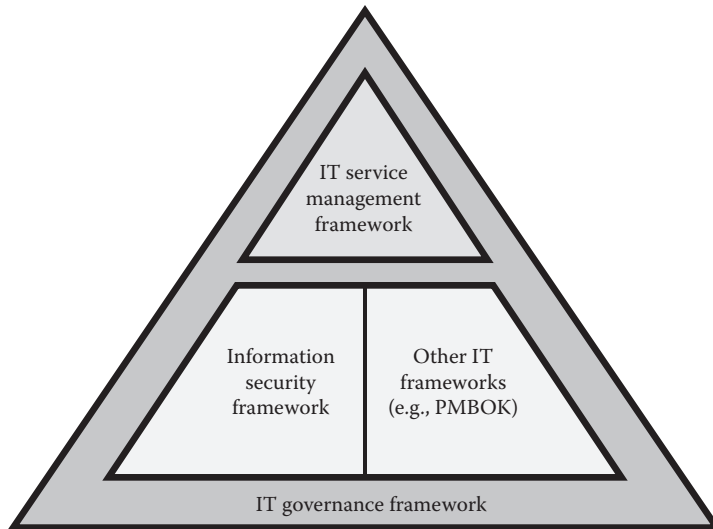 IT service
management
framework
Information
security
framework
Other IT
frameworks
(e.g., PMBOK)
IT governance framework